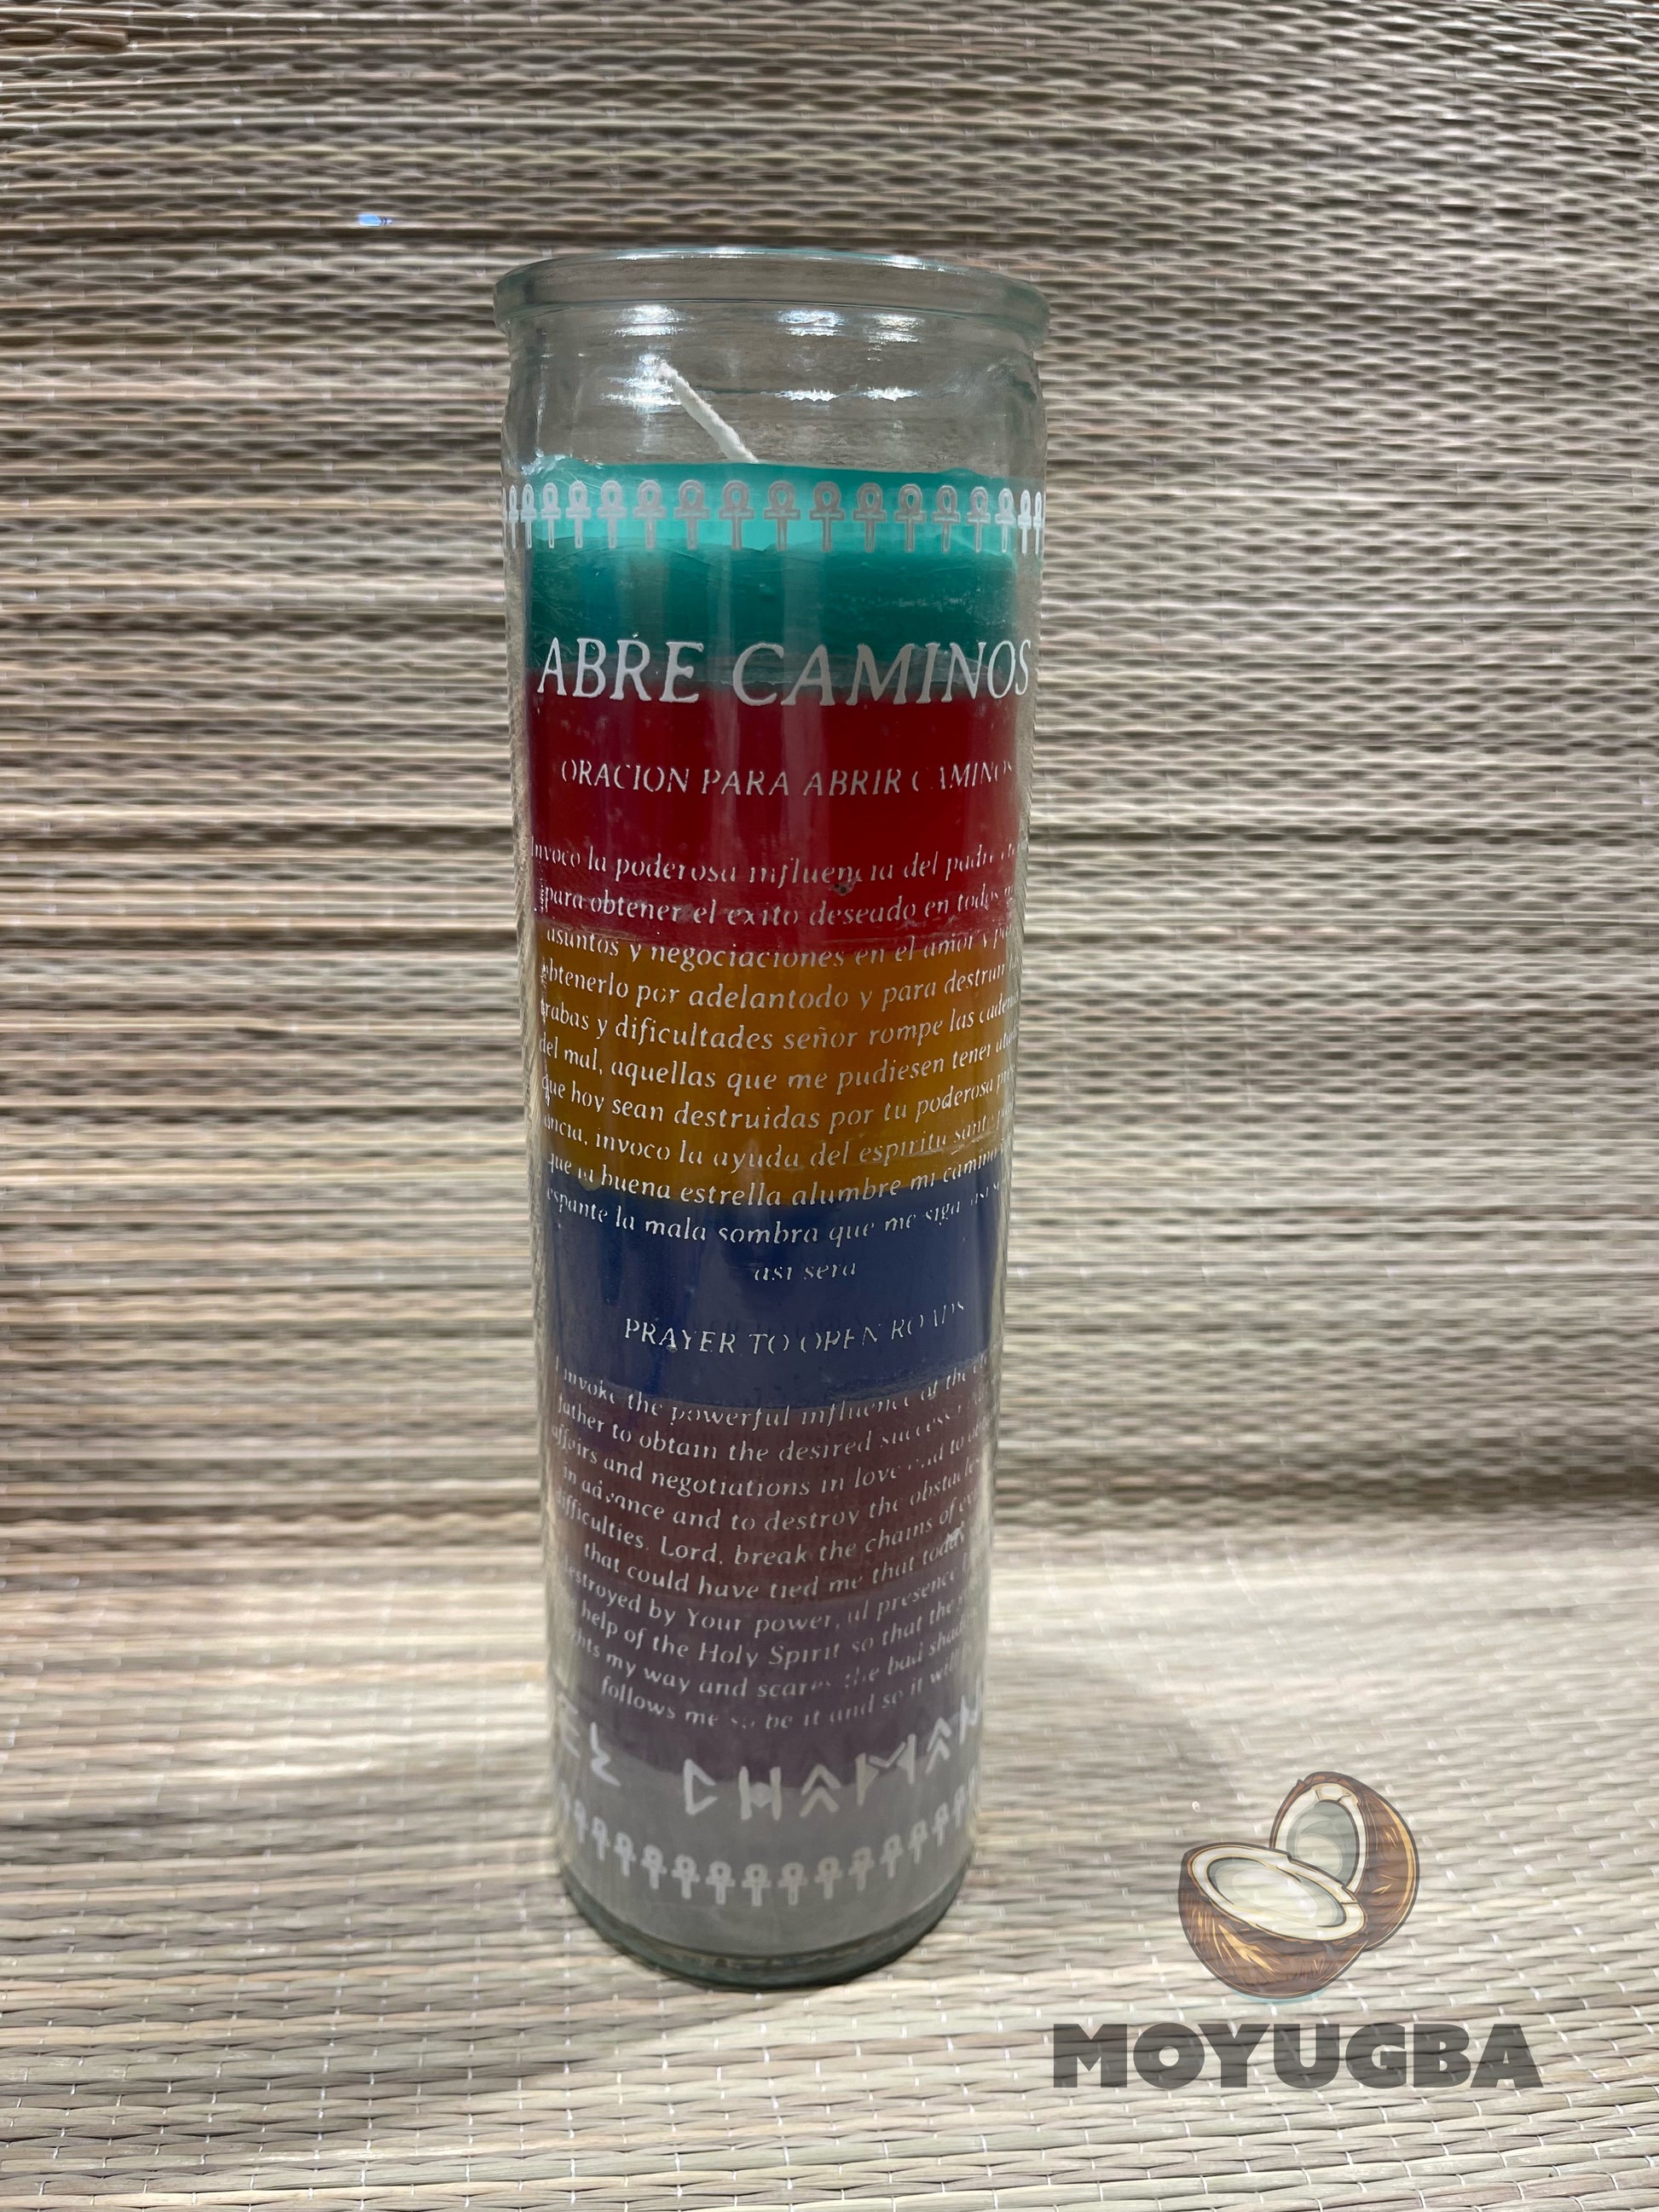 ABRE CAMINOS
ORACION PARA ABRIR CAMINOS
Invoco la poderosa influencia del padre
para obtener el exito deseado en todos
asuntos y negociaciones en el amor y
obtenerlo por adelantodo y para destruir
trabas y dificultades señor rompe las
del mal, aquellas que me pudiesen tener
que hoy sean destruidas por tu poderosa
ancia, invoco la ayuda del espiritu
que la buena estrella alumbre mi camino
espante la mala sombra que me siga
asi sera
PRAYER TO OPEN ROADS
I invoke the powerful influence of the
father to obtain the desired success
affairs and negotiations in love and to
in advance and to destroy the obstacles
difficulties. Lord, break the chains of
that could have tied me that today
destroyed by Your power,ul presence
help of the Holy Spirit so that the
my way and scares the bad
follows me so be it and so it will
EL CHAMAN
MOYUGBA